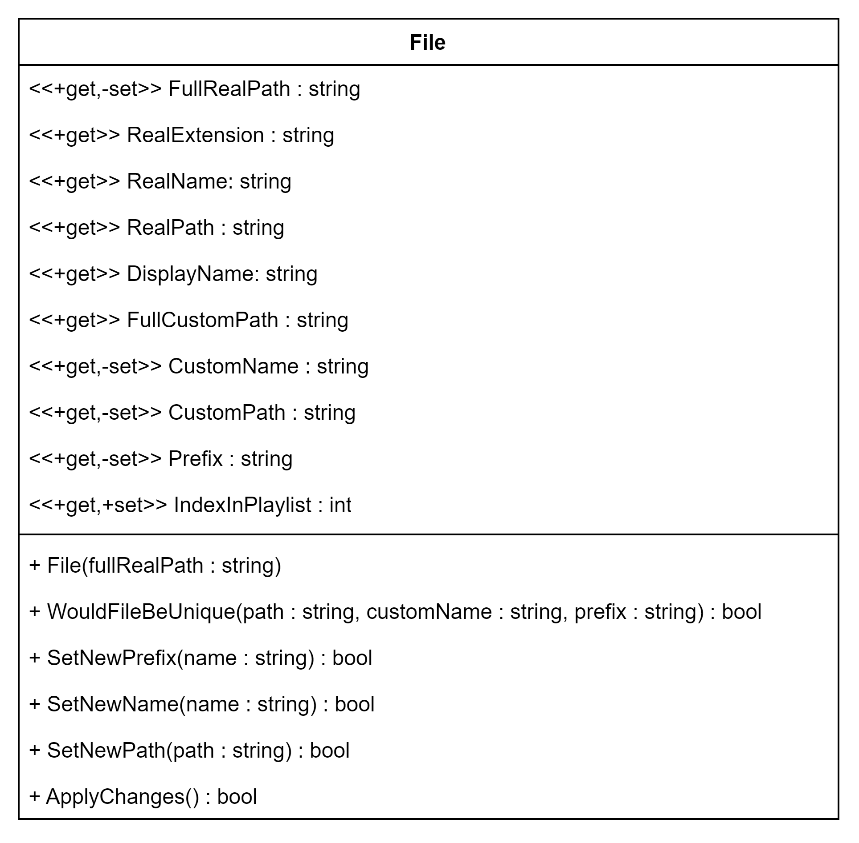 File
<<+get,-set>> FullRealPath : string
<<+get>> RealExtension : string
<<+get>> RealName: string
<<+get>> RealPath : string
<<+get>> DisplayName: string
<<+get>> FullCustomPath : string
<<+get,-set>> CustomName : string
<<+get,-set>> CustomPath : string
<<+get,-set>> Prefix : string
<<+get,+set>> IndexInPlaylist : int
+ File(fullRealPath : string)
+ WouldFileBeUnique(path : string, customName : string, prefix : string) : bool
+ SetNewPrefix(name : string) : bool
+ SetNewName(name : string) : bool
+ SetNewPath(path : string) : bool
+ ApplyChanges() : bool